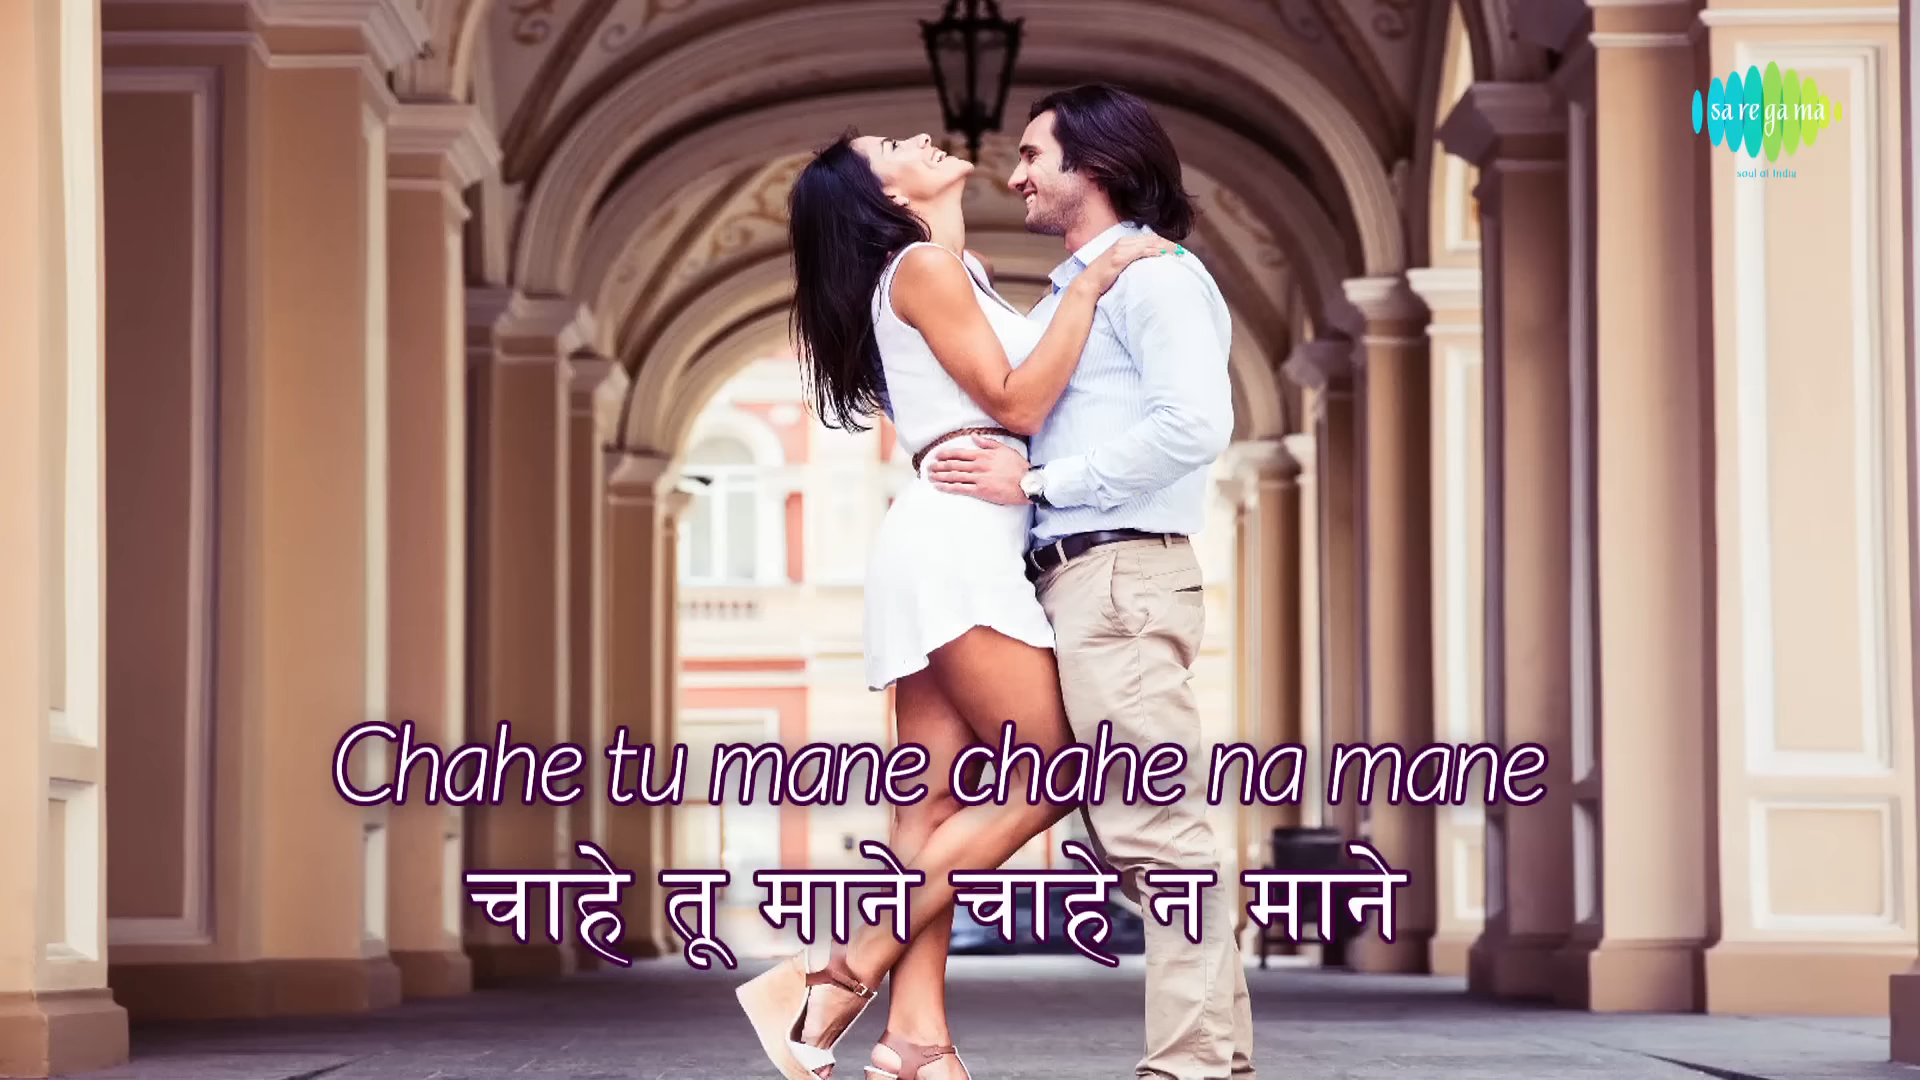 sa re ga ma
soul of India
Chahe tu mane chahe na mane
चाहे तू माने चाहे न माने